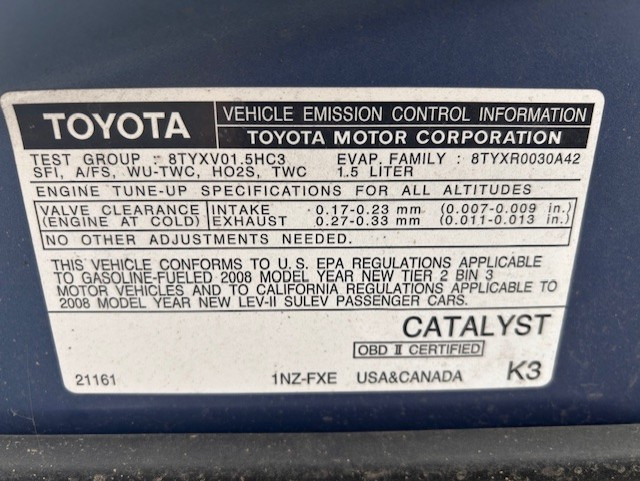 TOYOTA
VEHICLE EMISSION CONTROL INFORMATION
TOYOTA MOTOR CORPORATION
TEST GROUP : 8TYXV01.5HC3 EVAP. FAMILY : 8TYXR0030A42
SFI, A/FS, WU-TWC, HO2S, TWC 1.5 LITER
ENGINE TUNE-UP SPECIFICATIONS FOR ALL ALTITUDES
VALVE CLEARANCE INTAKE 0.17-0.23 mm (0.007-0.009 in.)
(ENGINE AT COLD) EXHAUST 0.27-0.33 mm (0.011-0.013 in.)
NO OTHER ADJUSTMENTS NEEDED.
THIS VEHICLE CONFORMS TO U.S. EPA REGULATIONS APPLICABLE
TO GASOLINE-FUELED 2008 MODEL YEAR NEW TIER 2 BIN 3
MOTOR VEHICLES AND TO CALIFORNIA REGULATIONS APPLICABLE TO
2008 MODEL YEAR NEW LEV-II SULEV PASSENGER CARS.
CATALYST
OBD II CERTIFIED
21161 1NZ-FXE USA&CANADA K3